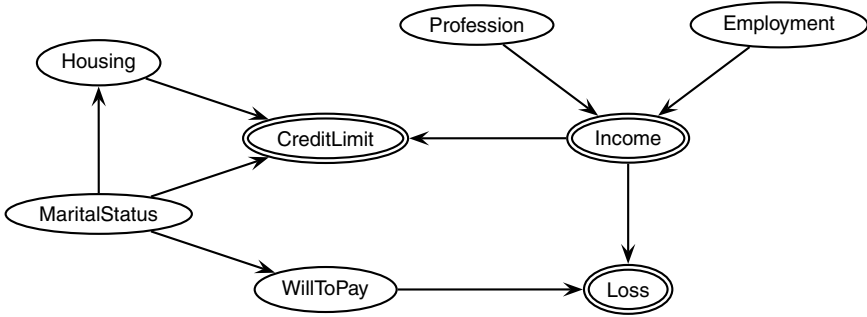 Profession
Employment
Housing
CreditLimit
Income
MaritalStatus
WillToPay
Loss